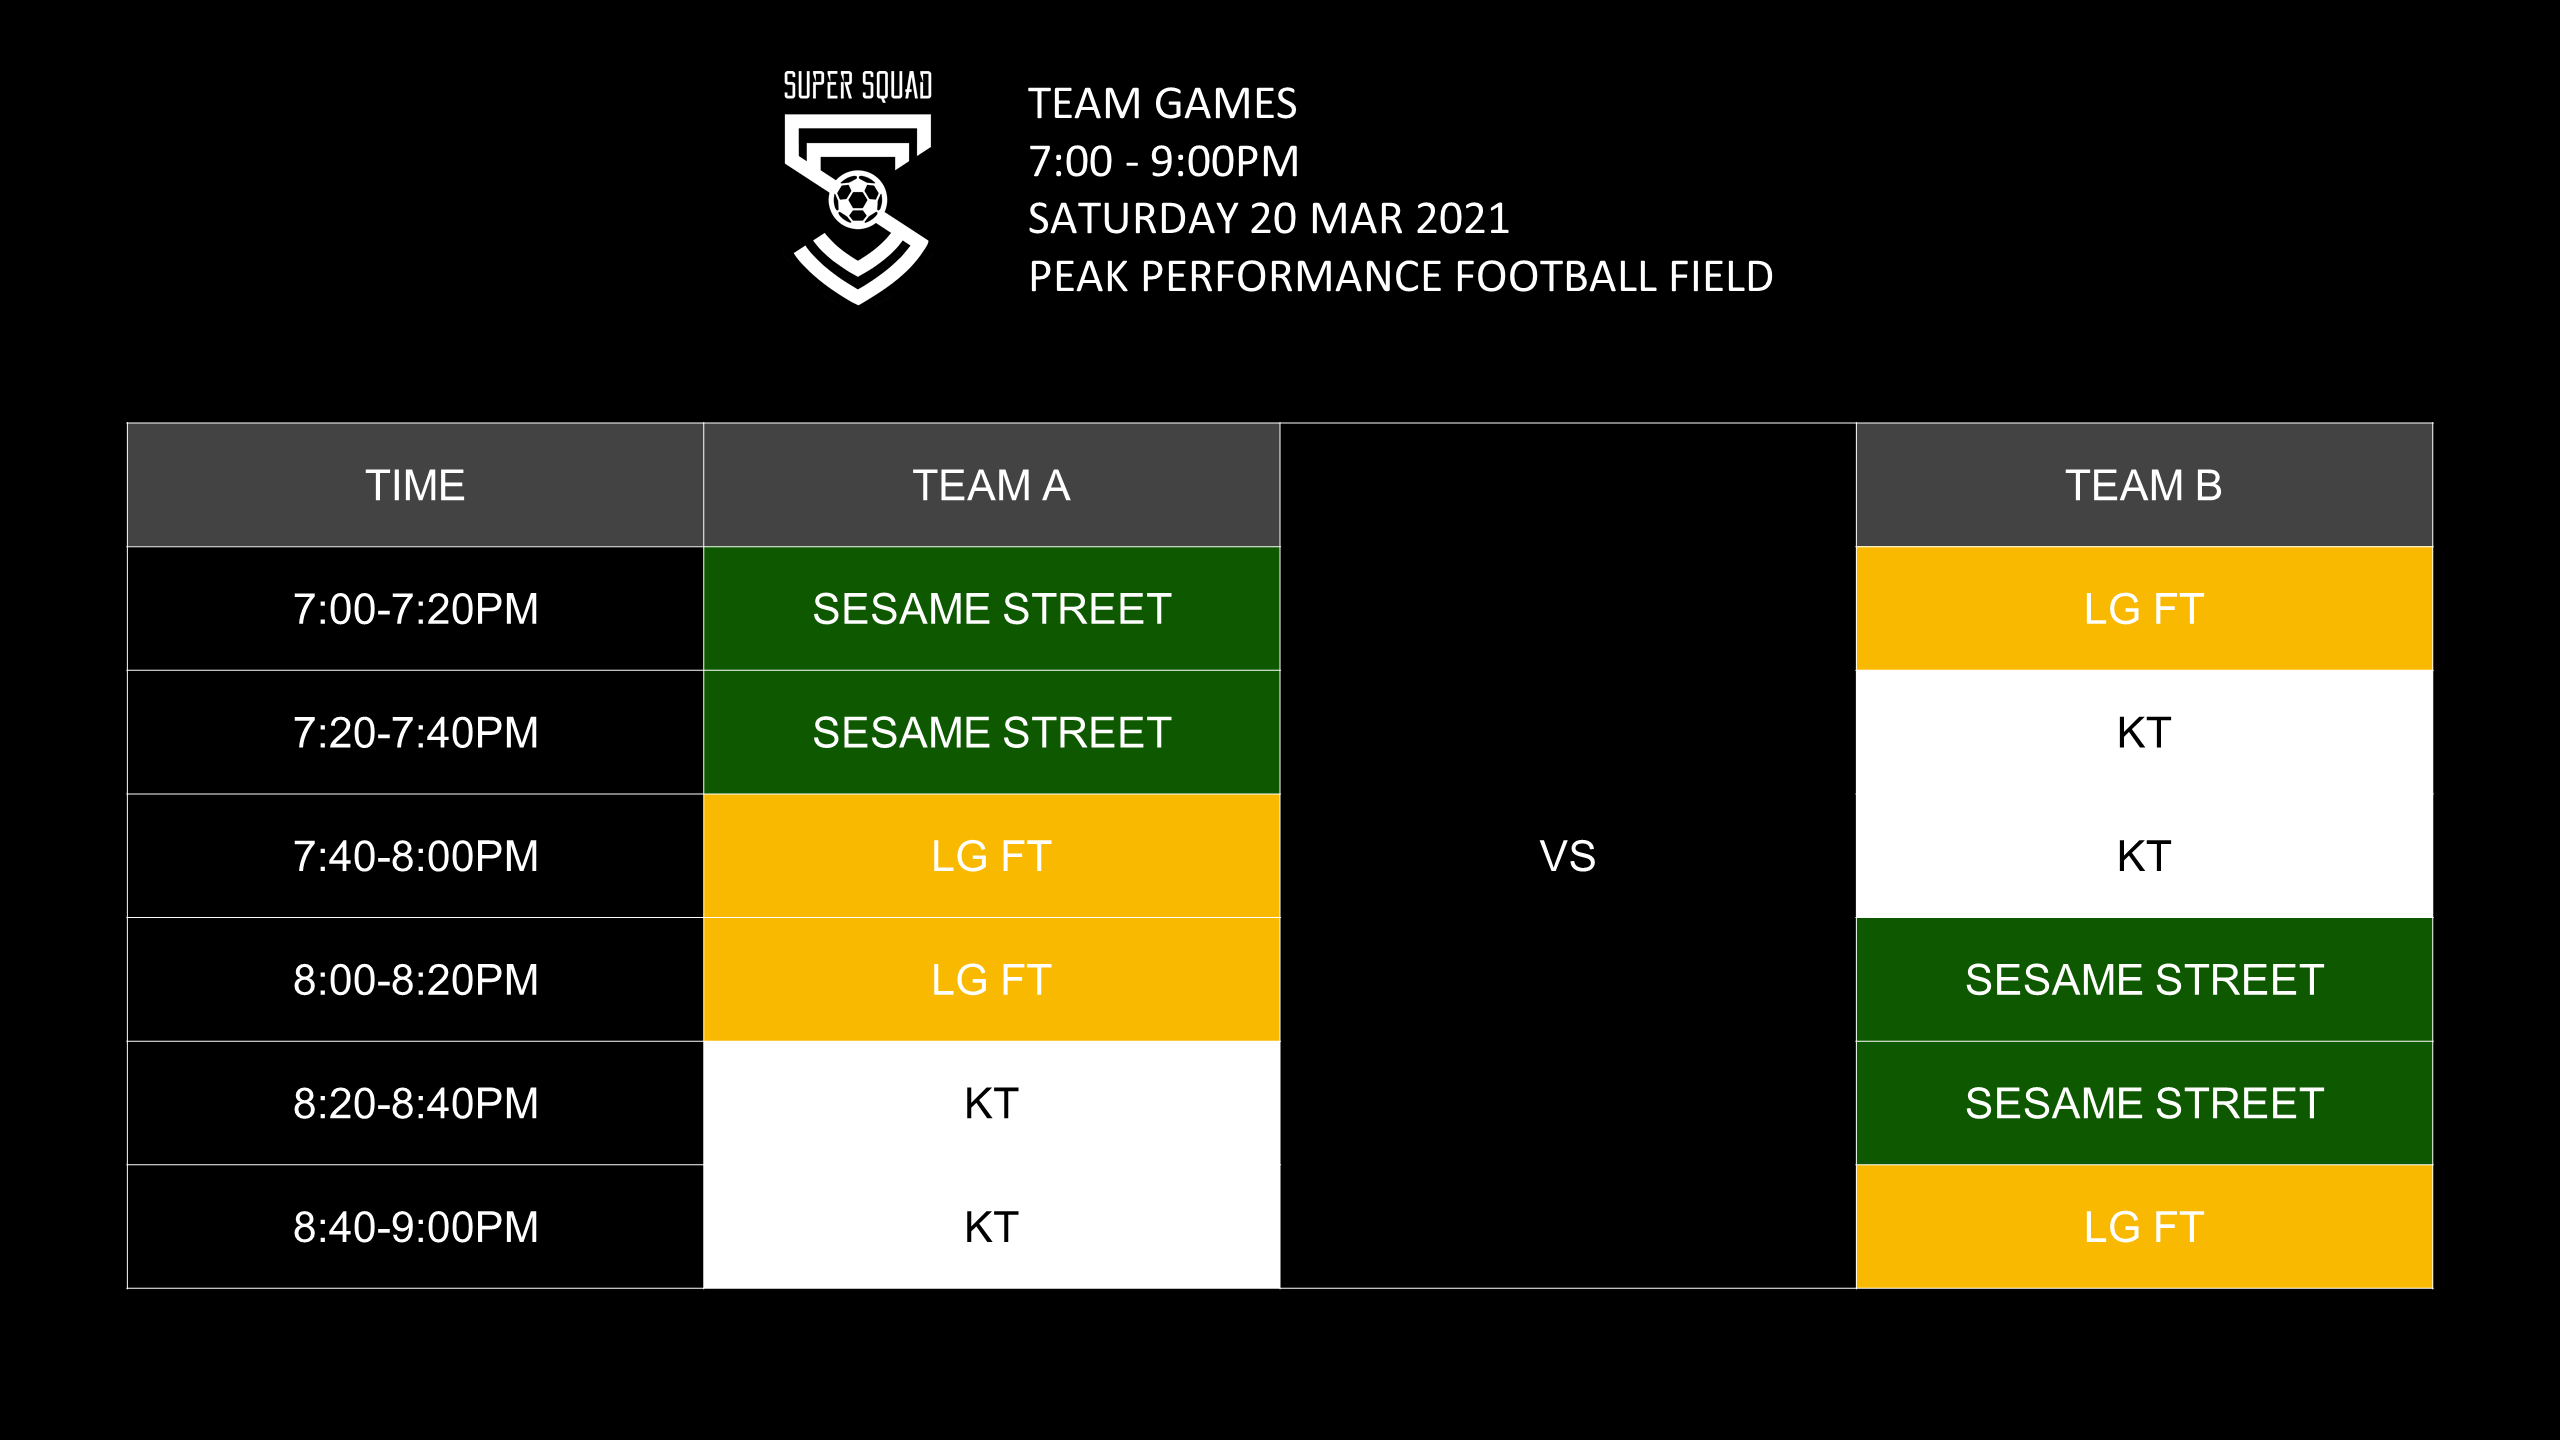 SUPER SQUAD
TEAM GAMES
7:00 - 9:00PM
SATURDAY 20 MAR 2021
PEAK PERFORMANCE FOOTBALL FIELD
TIME TEAM A TEAM B
7:00-7:20PM SESAME STREET LG FT
7:20-7:40PM SESAME STREET KT
7:40-8:00PM LG FT VS KT
8:00-8:20PM LG FT SESAME STREET
8:20-8:40PM KT SESAME STREET
8:40-9:00PM KT LG FT